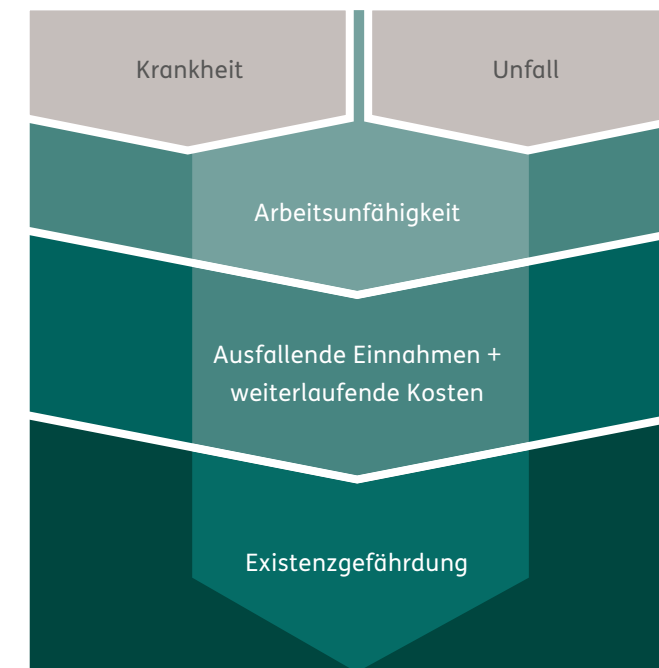 Krankheit
Unfall
Arbeitsunfähigkeit
Ausfallende Einnahmen +
weiterlaufende Kosten
Existenzgefährdung